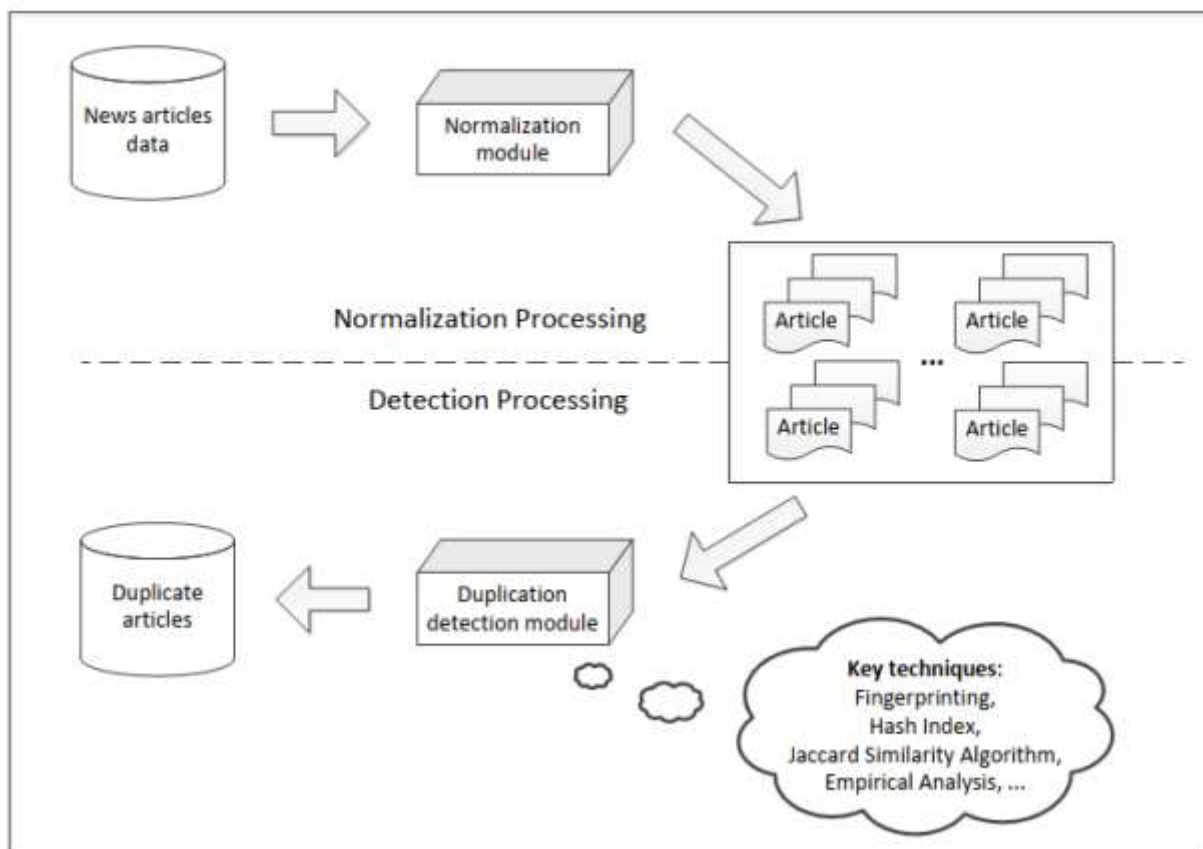 News articles
data
Normalization
module
Article
Article
...
Article
Article
Normalization Processing
Detection Processing
Duplicate
articles
Duplication
detection module
Key techniques:
Fingerprinting,
Hash Index,
Jaccard Similarity Algorithm,
Empirical Analysis, ...